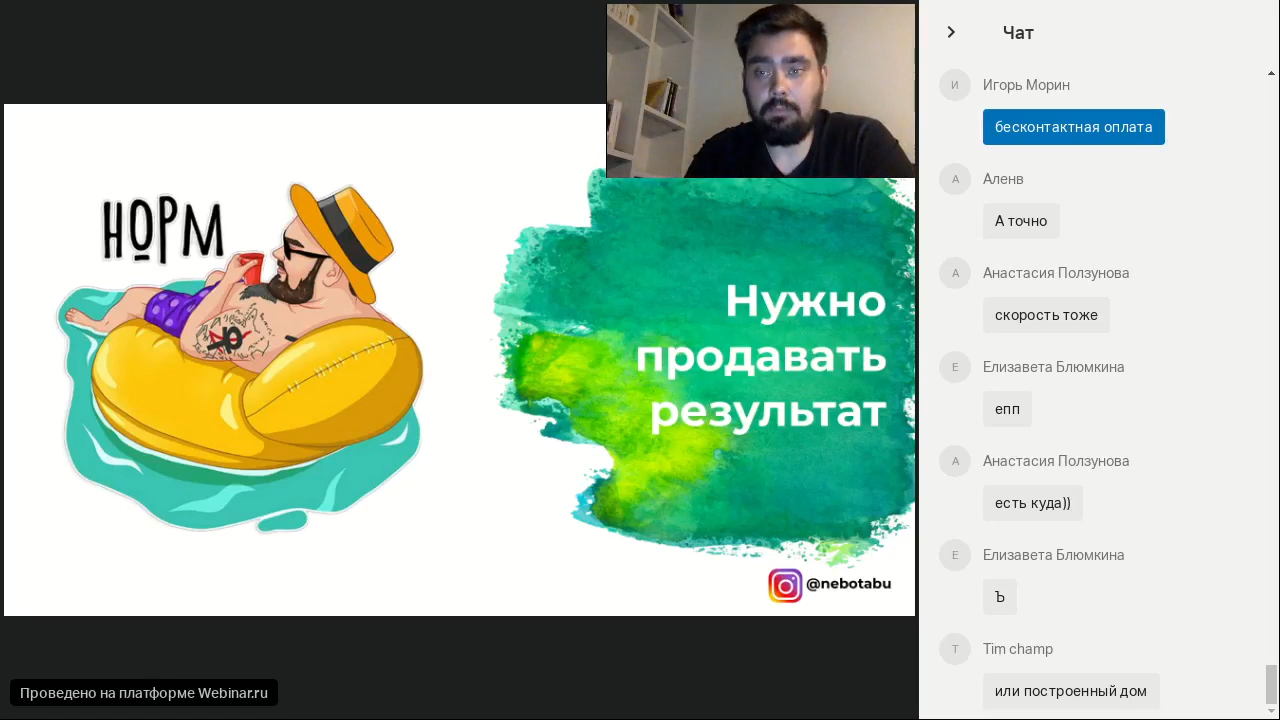 НОРМ
Нужно
продавать
результат
@nebotabu
Проведено на платформе Webinar.ru
Чат
И
Игорь Морин
бесконтактная оплата
А
Аленв
А точно
А
Анастасия Ползунова
скорость тоже
Е
Елизавета Блюмкина
епп
А
Анастасия Ползунова
есть куда))
Е
Елизавета Блюмкина
Ъ
T
Tim champ
или построенный дом